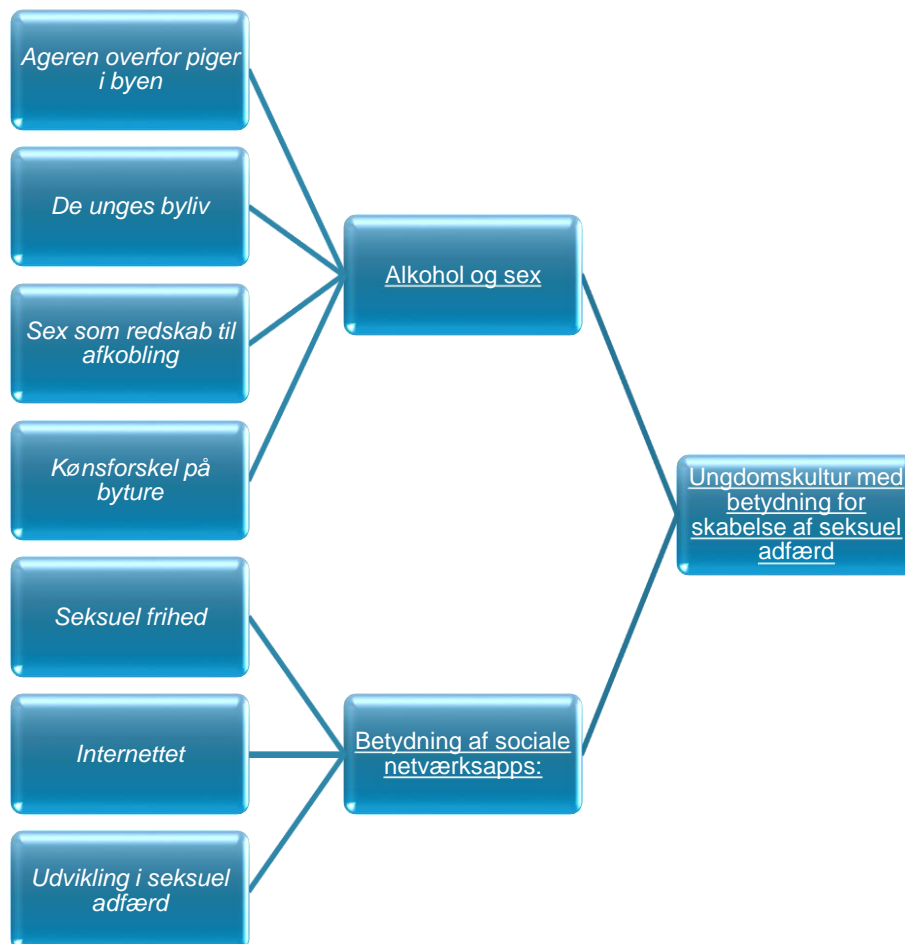 Ageren overfor piger
i byen
De unges byliv
Sex som redskab til
afkobling
Kønsforskel på
byture
Seksuel frihed
Internettet
Udvikling i seksuel
adfærd
Alkohol og sex
Betydning af sociale
netværksapps:
Ungdomskultur med
betydning for
skabelse af seksuel
adfærd